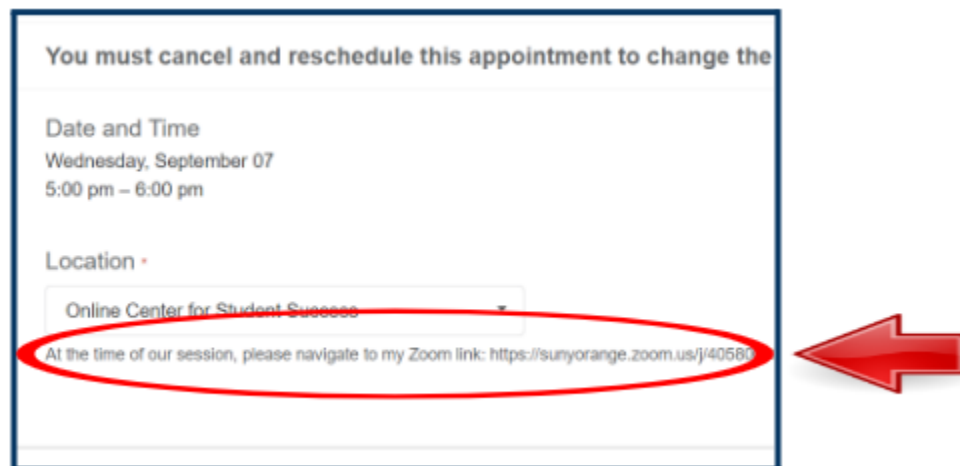 You must cancel and reschedule this appointment to change the
Date and Time
Wednesday, September 07
5:00 pm – 6:00 pm
Location *
Online Center for Student Success
At the time of our session, please navigate to my Zoom link: https://sunyorange.zoom.us/j/40580